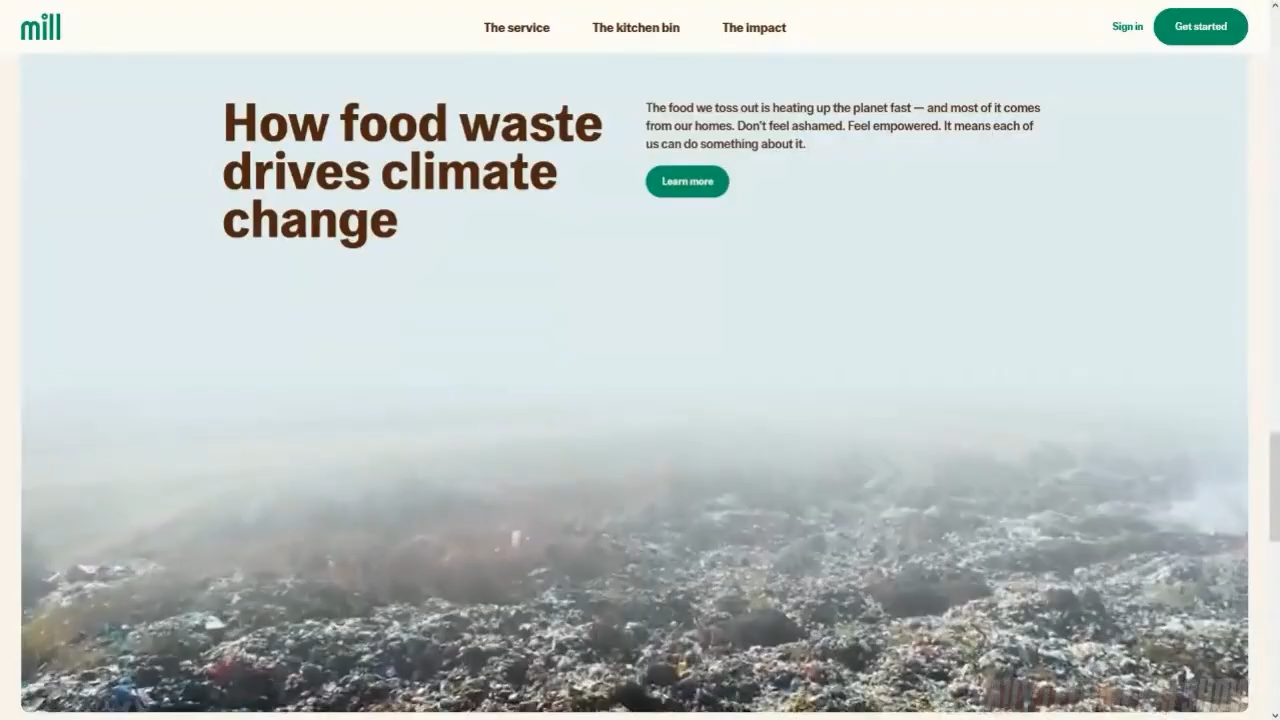 mill
The service
The kitchen bin
The impact
Sign in
Get started
How food waste
drives climate
change
The food we toss out is heating up the planet fast — and most of it comes
from our homes. Don't feel ashamed. Feel empowered. It means each of
us can do something about it.
Learn more